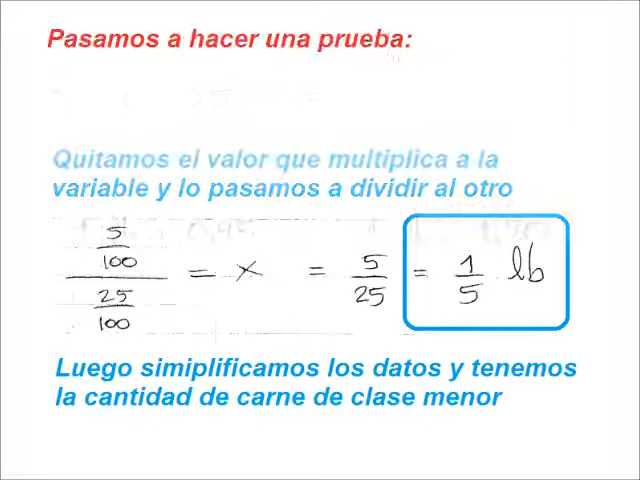 Pasamos a hacer una prueba:
Quitamos el valor que multiplica a la
variable y lo pasamos a dividir al otro
5/100 / 25/100 = x = 5/25 = 1/5 lb
Luego simiplificamos los datos y tenemos
la cantidad de carne de clase menor